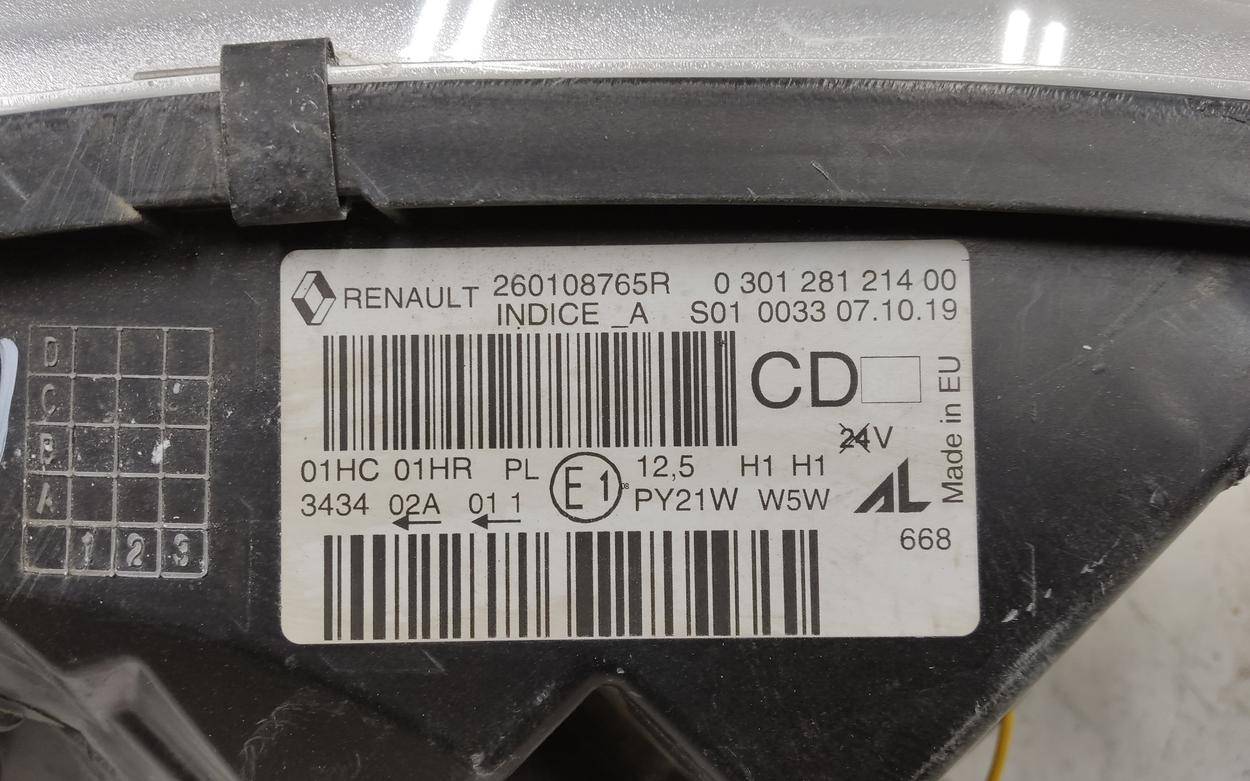 RENAULT 260108765R 0 301 281 214 00
INDICE _A S01 0033 07.10.19
CD
24V
Made in EU
01HC 01HR PL E1 12,5 H1 H1
3434 02A 01 1 PY21W W5W AL
668
D
C
B
A
1 2 3